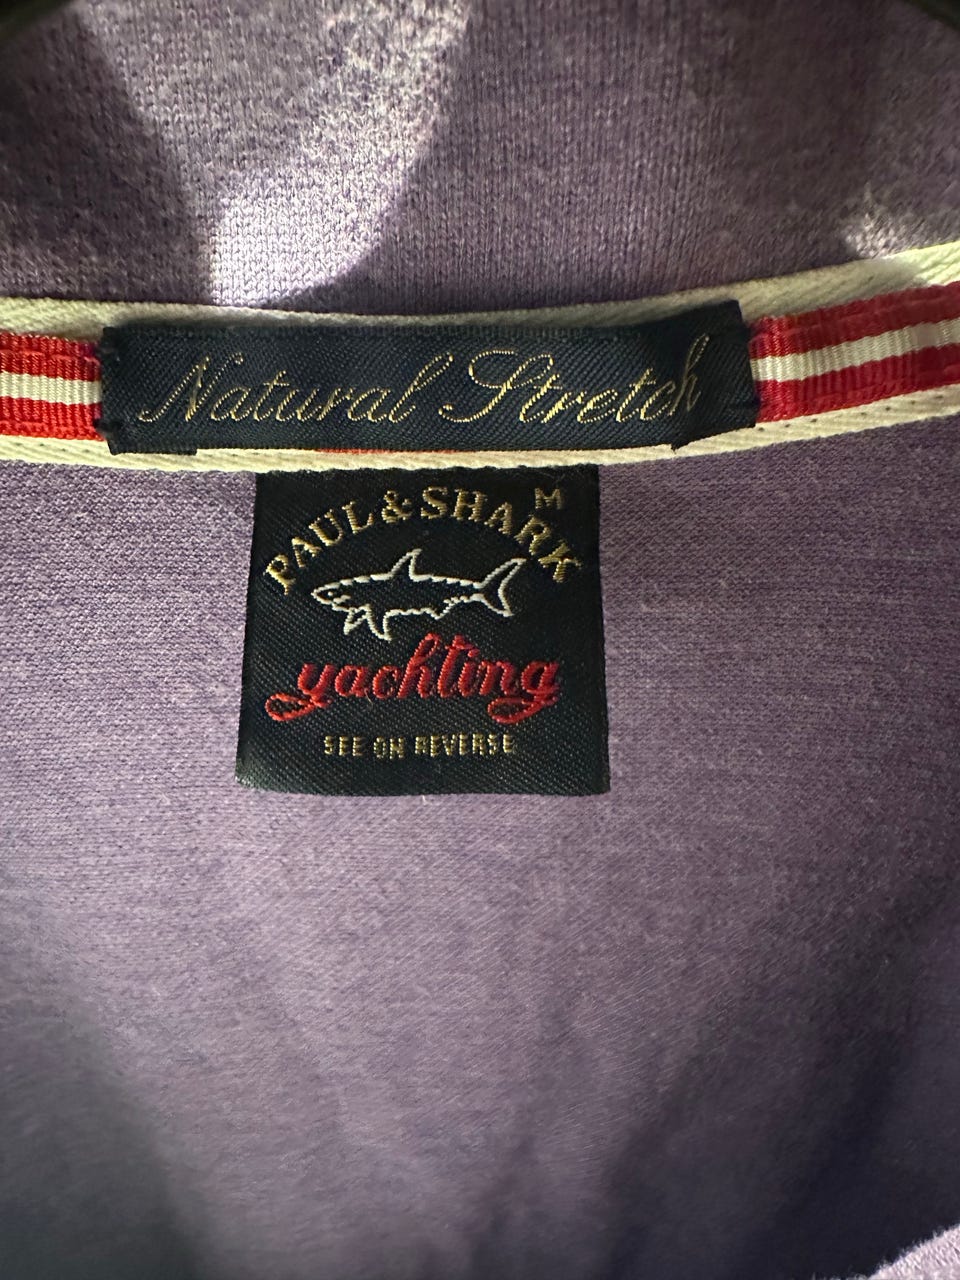 Natural Stretch
M
PAUL & SHARK
yachting
SEE ON REVERSE